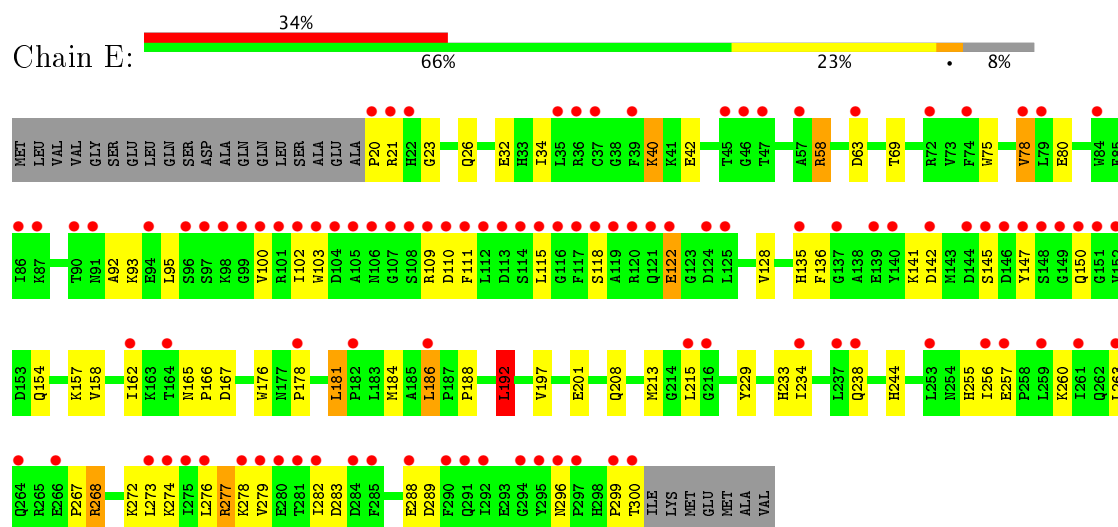 34%
Chain E:
66% 23% • 8%
MET LEU VAL VAL GLY SER GLU LEU GLN SER ASP ALA GLN GLN LEU SER ALA GLU ALA P20 R21 H22 G23 Q26 E32 H33 I34 L35 R36 G37 G38 F39 K40 K41 E42 T45 G46 T47 A57 R58 D63 T69 R72 V73 F74 W75 V78 L79 E80 W84
I86 K87 T90 N91 A92 K93 E94 L95 S96 S97 K98 G99 V100 R101 I102 W103 D104 A105 N106 G107 S108 R109 D110 F111 L112 D113 S114 L115 G116 F117 S118 A119 R120 Q121 E122 G123 D124 L125 V128 H135 F136 G137 A138 E139 Y140 K141 D142 M143 D144 S145 D146 Y147 S148 G149 Q150 G151 V152
D153 Q154 K157 V158 I162 K163 T164 N165 P166 D167 W176 N177 P178 L181 P182 L183 M184 A185 L186 P187 P188 L192 V197 E201 Q208 M213 G214 L215 G216 Y229 H233 I234 L237 Q238 H244 L253 N254 H255 I256 E257 P258 L259 K260 I261 Q262 L263
Q264 R265 E266 P267 R268 K272 L273 K274 I275 L276 R277 K278 V279 E280 T281 I282 D283 D284 E288 D289 F290 Q291 I292 E293 G294 Y295 N296 P297 H298 P299 T300 ILE LYS MET GLU MET ALA VAL